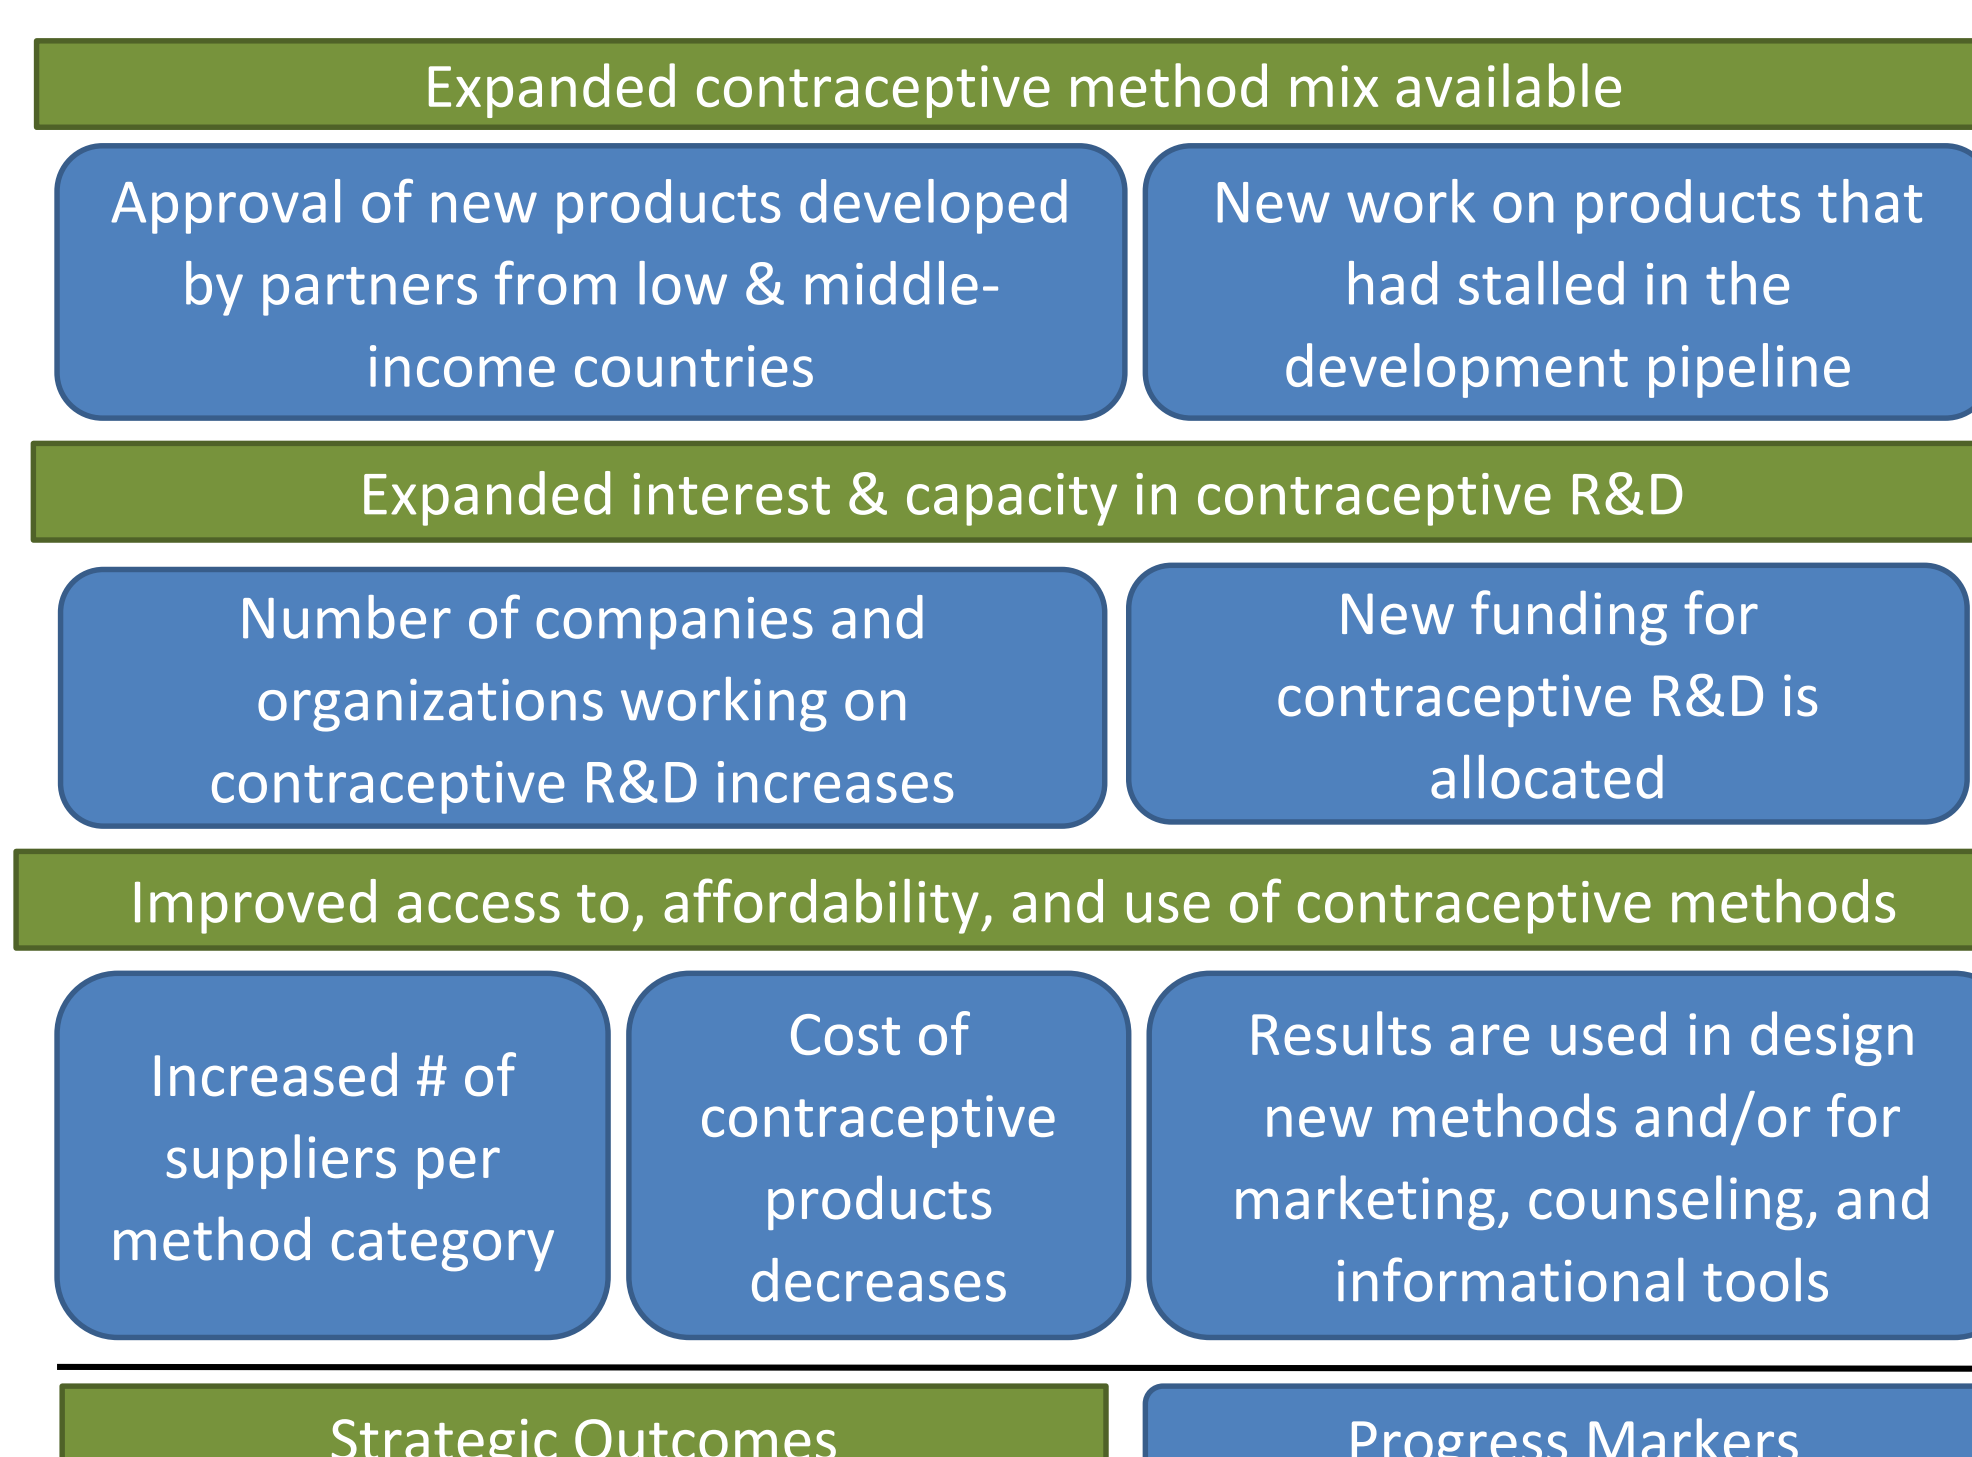 Expanded contraceptive method mix available
Approval of new products developed
by partners from low & middle-
income countries
New work on products that
had stalled in the
development pipeline
Expanded interest & capacity in contraceptive R&D
Number of companies and
organizations working on
contraceptive R&D increases
New funding for
contraceptive R&D is
allocated
Improved access to, affordability, and use of contraceptive methods
Increased # of
suppliers per
method category
Cost of
contraceptive
products
decreases
Results are used in design
new methods and/or for
marketing, counseling, and
informational tools
Strategic Outcomes
Progress Markers